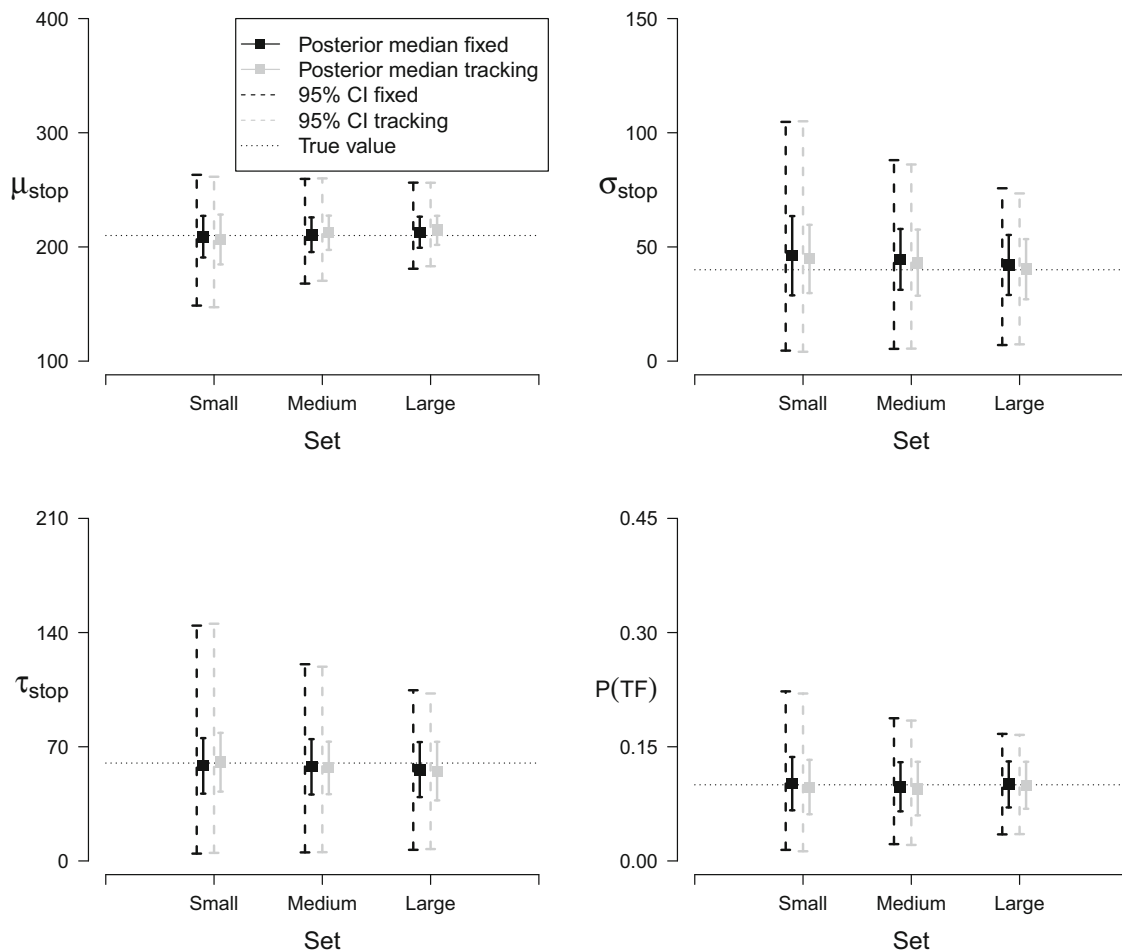 400
300
200
100
μstop
Posterior median fixed
Posterior median tracking
95% CI fixed
95% CI tracking
True value
Small Medium Large
Set
150
100
50
0
σstop
Small Medium Large
Set
210
140
70
0
τstop
Small Medium Large
Set
0.45
0.30
0.15
0.00
P(TF)
Small Medium Large
Set